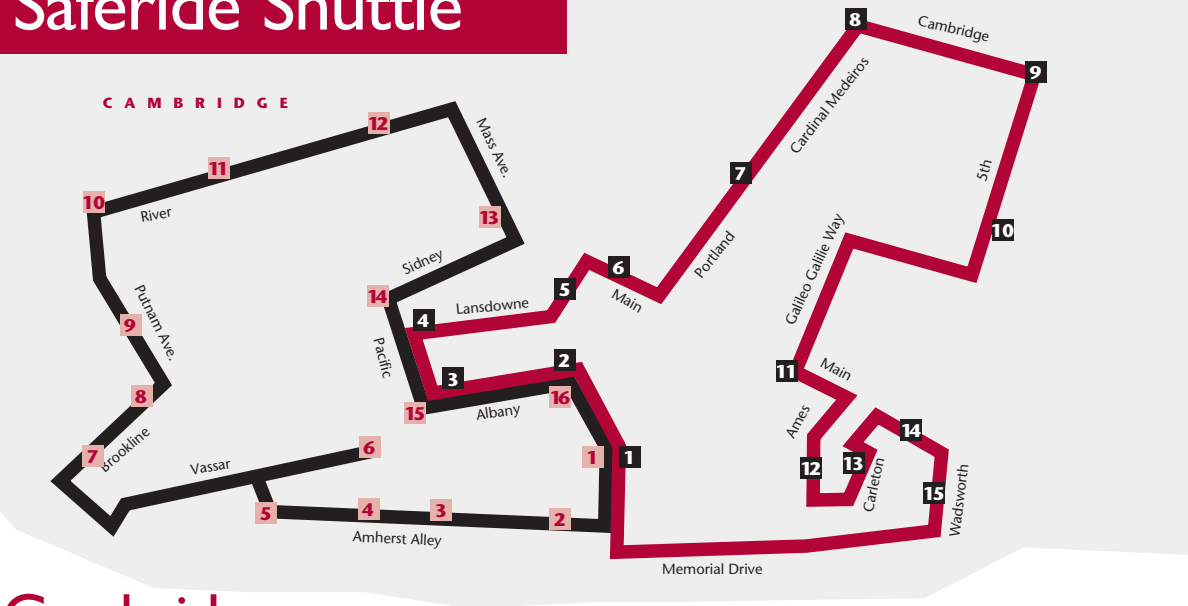 Saferide Shuttle
CAMBRIDGE
8
Cambridge
9
Cardinal Medeiros
12
Mass Ave.
11
7
5th
10
River
13
10
Galileo Galilie Way
Portland
Sidney
6
14
5
Main
Putnam Ave.
9
Lansdowne
4
Pacific
2
11
Main
3
8
16
15
Albany
Ames
14
7
Brookline
6
1
1
Vassar
12
13
Carleton
15
Wadsworth
5
4
3
2
Amherst Alley
Memorial Drive